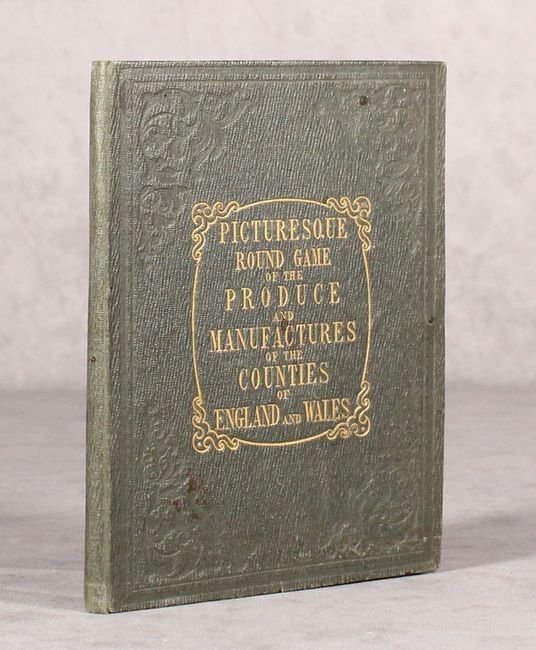 PICTURESQUE
ROUND GAME
OF THE
PRODUCE
AND
MANUFACTURES
OF THE
COUNTIES
OF
ENGLAND AND WALES